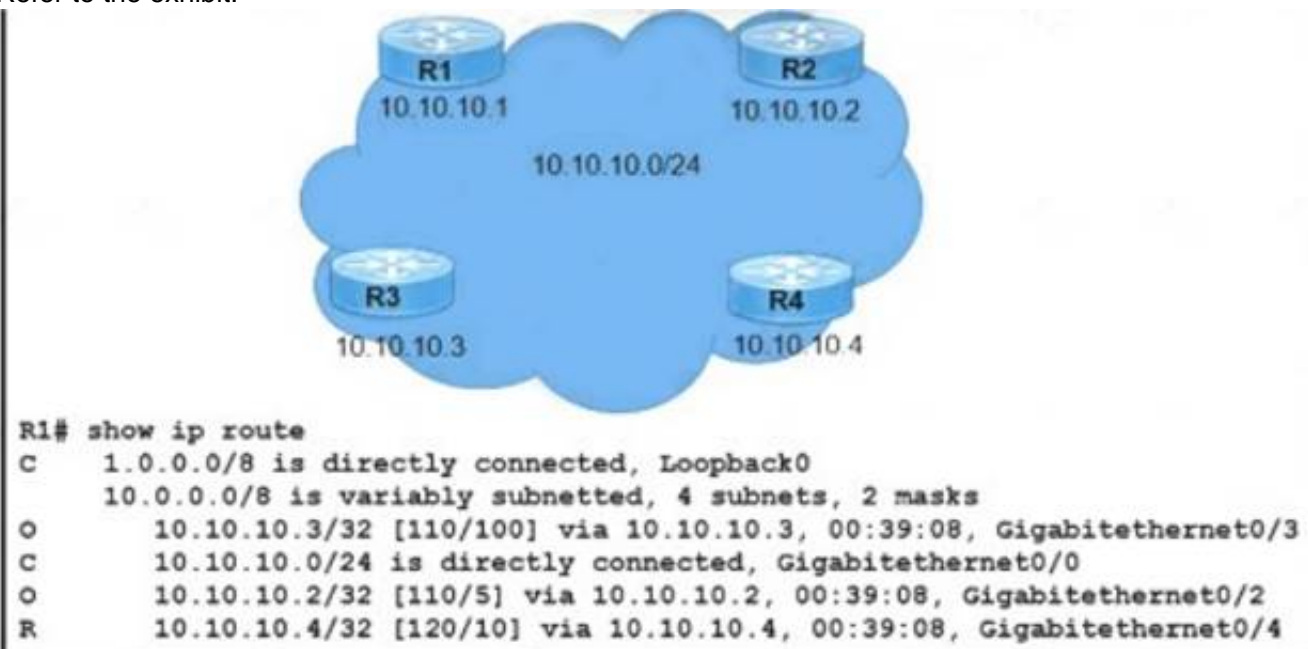 Refer to the exhibit.
R1
R2
10.10.10.1
10.10.10.2
10.10.10.0/24
R3
R4
10.10.10.3
10.10.10.4
R1# show ip route
C 1.0.0.0/8 is directly connected, Loopback0
10.0.0.0/8 is variably subnetted, 4 subnets, 2 masks
O 10.10.10.3/32 [110/100] via 10.10.10.3, 00:39:08, Gigabitethernet0/3
C 10.10.10.0/24 is directly connected, Gigabitethernet0/0
O 10.10.10.2/32 [110/5] via 10.10.10.2, 00:39:08, Gigabitethernet0/2
R 10.10.10.4/32 [120/10] via 10.10.10.4, 00:39:08, Gigabitethernet0/4